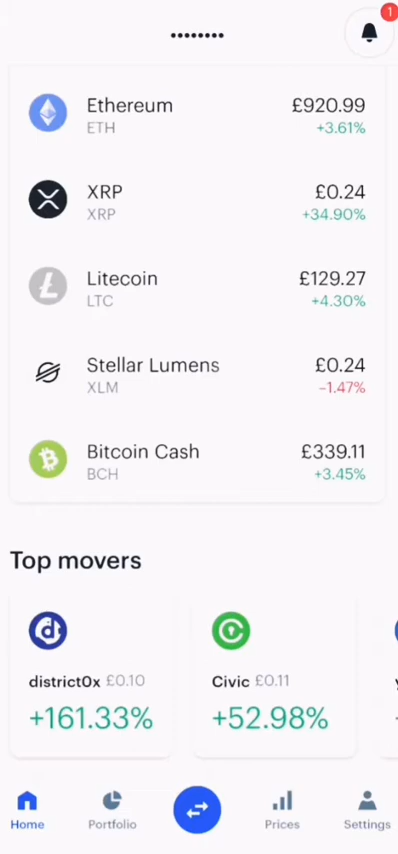 1
Ethereum £920.99
ETH +3.61%
XRP £0.24
XRP +34.90%
Litecoin £129.27
LTC +4.30%
Stellar Lumens £0.24
XLM -1.47%
Bitcoin Cash £339.11
BCH +3.45%
Top movers
district0x £0.10 Civic £0.11
+161.33% +52.98%
Home Portfolio Prices Settings